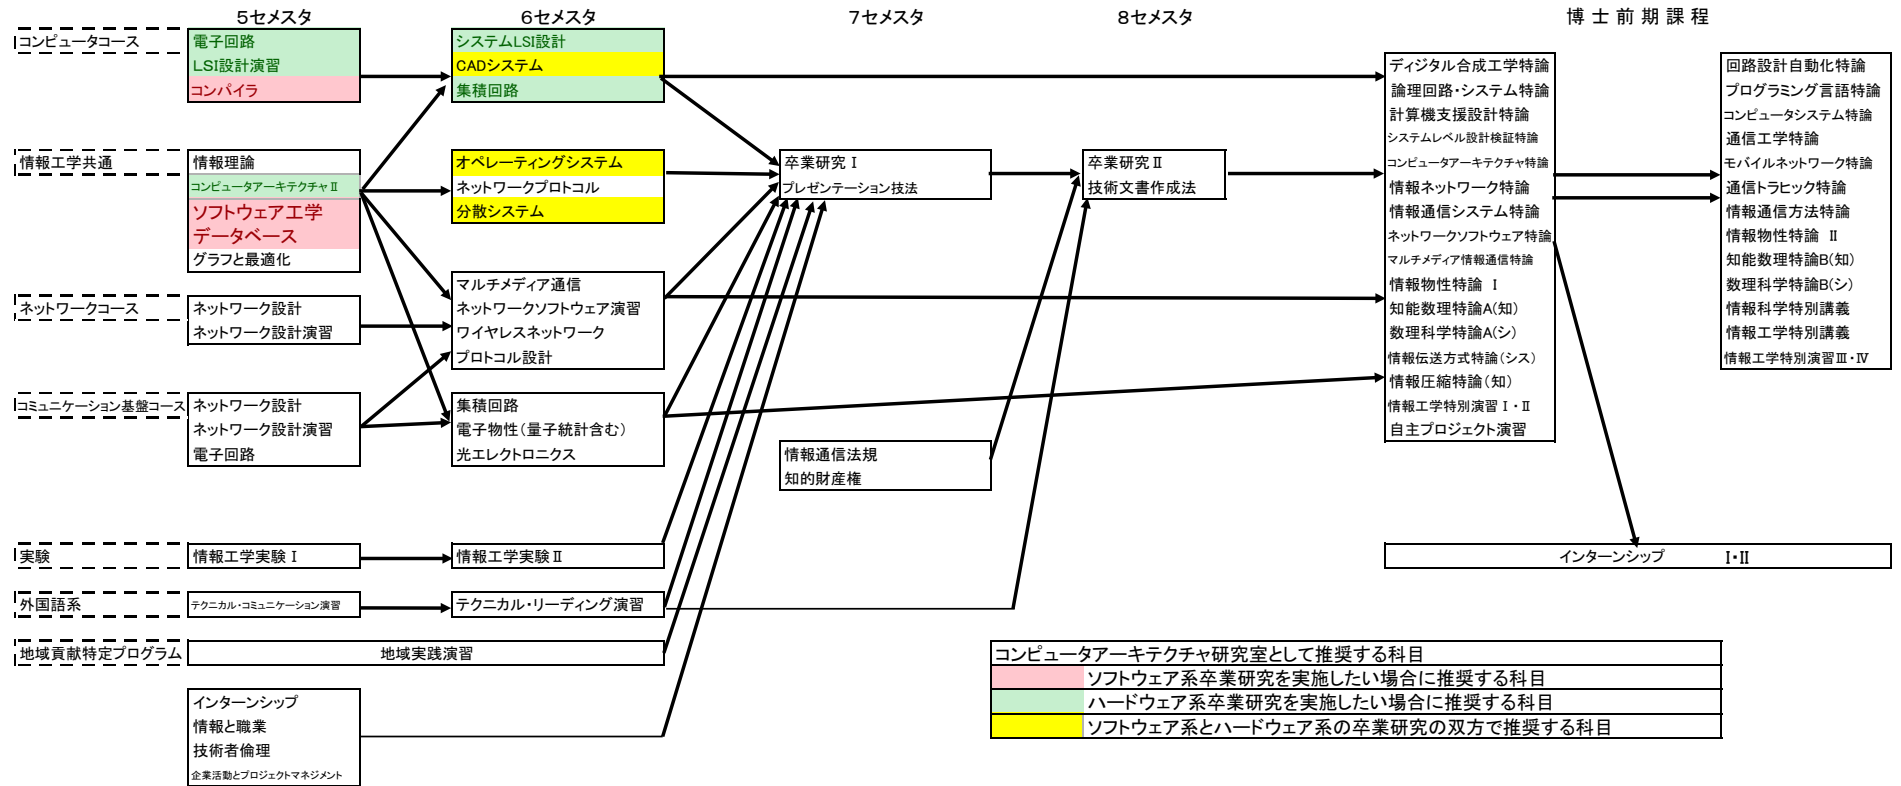 5セメスタ
6セメスタ
7セメスタ
8セメスタ
博士前期課程
コンピュータコース
電子回路
LSI設計演習
コンパイラ
システムLSI設計
CADシステム
集積回路
情報工学共通
情報理論
コンピュータアーキテクチャⅡ
ソフトウェア工学
データベース
グラフと最適化
オペレーティングシステム
ネットワークプロトコル
分散システム
卒業研究Ⅰ
プレゼンテーション技法
卒業研究Ⅱ
技術文書作成法
ネットワークコース
ネットワーク設計
ネットワーク設計演習
マルチメディア通信
ネットワークソフトウェア演習
ワイヤレスネットワーク
プロトコル設計
コミュニケーション基盤コース
ネットワーク設計
ネットワーク設計演習
電子回路
集積回路
電子物性(量子統計含む)
光エレクトロニクス
情報通信法規
知的財産権
ディジタル合成工学特論
論理回路・システム特論
計算機支援設計特論
システムレベル設計検証特論
コンピュータアーキテクチャ特論
情報ネットワーク特論
情報通信システム特論
ネットワークソフトウェア特論
マルチメディア情報通信特論
情報物性特論 Ⅰ
知能数理特論A(知)
数理科学特論A(シ)
情報伝送方式特論(シス)
情報圧縮特論(知)
情報工学特別演習Ⅰ・Ⅱ
自主プロジェクト演習
回路設計自動化特論
プログラミング言語特論
コンピュータシステム特論
通信工学特論
モバイルネットワーク特論
通信トラヒック特論
情報通信方法特論
情報物性特論 Ⅱ
知能数理特論B(知)
数理科学特論B(シ)
情報科学特別講義
情報工学特別講義
情報工学特別演習Ⅲ・Ⅳ
実験
情報工学実験Ⅰ
情報工学実験Ⅱ
インターンシップ Ⅰ・Ⅱ
外国語系
テクニカル・コミュニケーション演習
テクニカル・リーディング演習
地域貢献特定プログラム
地域実践演習
インターンシップ
情報と職業
技術者倫理
企業活動とプロジェクトマネジメント
コンピュータアーキテクチャ研究室として推奨する科目
ソフトウェア系卒業研究を実施したい場合に推奨する科目
ハードウェア系卒業研究を実施したい場合に推奨する科目
ソフトウェア系とハードウェア系の卒業研究の双方で推奨する科目